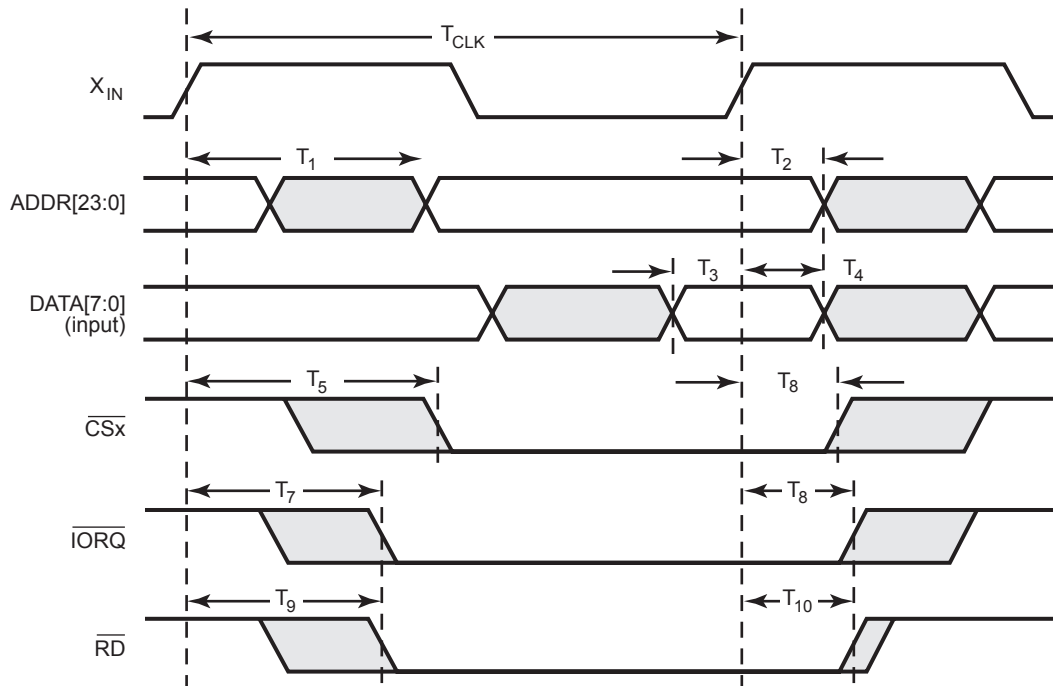 T_CLK
X_IN
T_1 T_2
ADDR[23:0]
T_3 T_4
DATA[7:0]
(input)
T_5 T_8
CSx
T_7 T_8
IORQ
T_9 T_10
RD